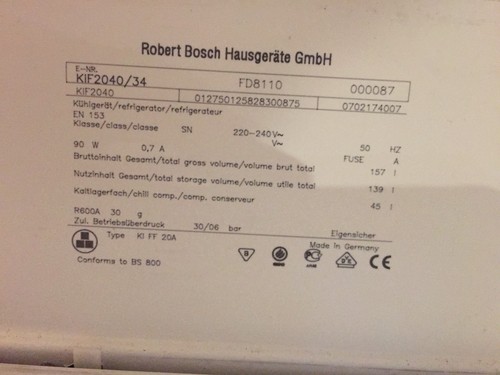 Robert Bosch Hausgeräte GmbH
E-NR.
KIF2040/34 FD8110 000087
KIF2040 012750125828300875 0702174007
Kühlgerät/refrigerator/refrigerateur
EN 153
Klasse/class/classe SN 220-240V~ 50 HZ
V~
90 W 0,7 A FUSE A
Bruttoinhalt Gesamt/total gross volume/volume brut total 157 l
Nutzinhalt Gesamt/total storage volume/volume utile total 139 l
Kaltlagerfach/chill comp./comp. conserveur 45 l
R600A 30 g
Zul. Betriebsüberdruck 30/06 bar
Eigensicher
Type KI FF 20A Made in Germany
Conforms to BS 800
CE